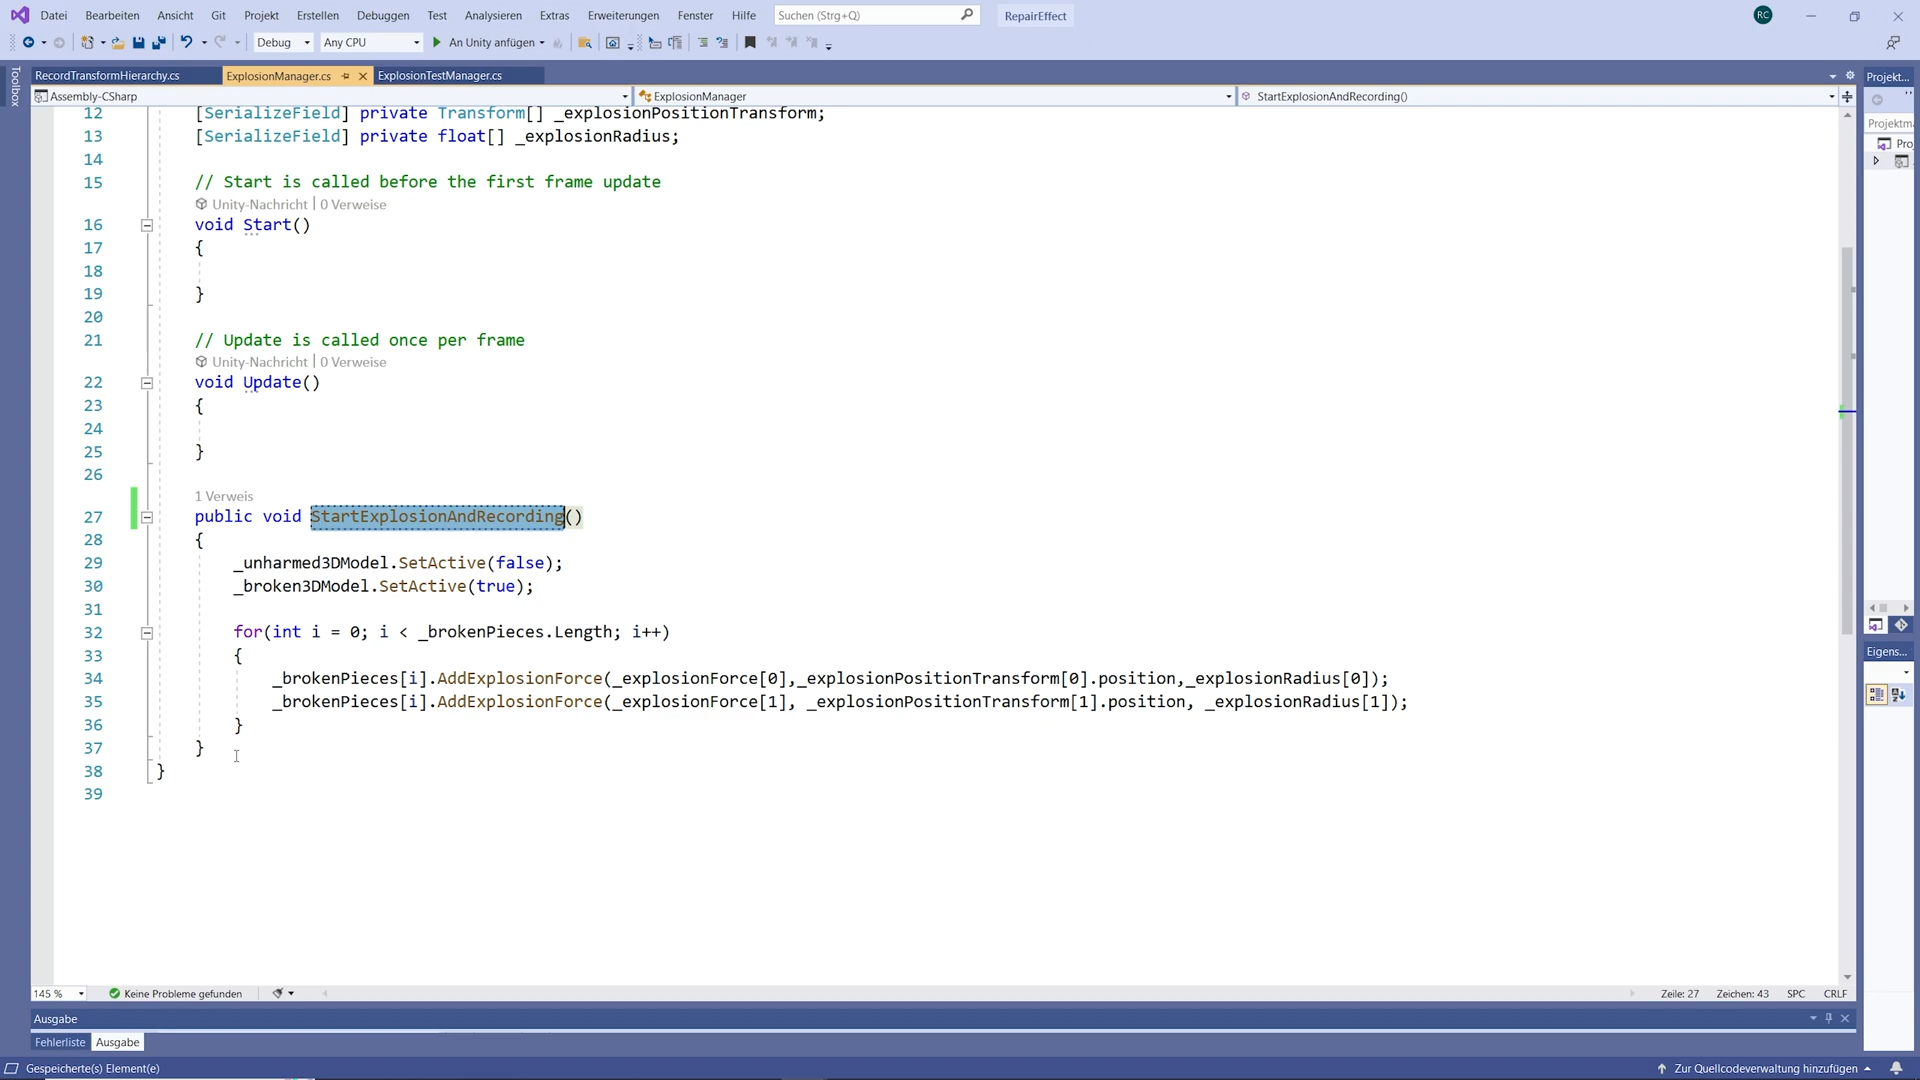 Datei Bearbeiten Ansicht Git Projekt Erstellen Debuggen Test Analysieren Extras Erweiterungen Fenster Hilfe Suchen (Strg+Q) RepairEffect RC
Debug Any CPU An Unity anfügen
Toolbox
RecordTransformHierarchy.cs ExplosionManager.cs ExplosionTestManager.cs
Assembly-CSharp ExplosionManager StartExplosionAndRecording()
12 [SerializeField] private Transform[] _explosionPositionTransform;
13 [SerializeField] private float[] _explosionRadius;
14
15 // Start is called before the first frame update
Unity-Nachricht | 0 Verweise
16 void Start()
17 {
18
19 }
20
21 // Update is called once per frame
Unity-Nachricht | 0 Verweise
22 void Update()
23 {
24
25 }
26
1 Verweis
27 public void StartExplosionAndRecording()
28 {
29 _unharmed3DModel.SetActive(false);
30 _broken3DModel.SetActive(true);
31
32 for(int i = 0; i < _brokenPieces.Length; i++)
33 {
34 _brokenPieces[i].AddExplosionForce(_explosionForce[0],_explosionPositionTransform[0].position,_explosionRadius[0]);
35 _brokenPieces[i].AddExplosionForce(_explosionForce[1], _explosionPositionTransform[1].position, _explosionRadius[1]);
36 }
37 }
38 }
39
Projekt...
Projektma
Pro
Eigens...
145 % Keine Probleme gefunden Zeile: 27 Zeichen: 43 SPC CRLF
Ausgabe
Fehlerliste Ausgabe
Gespeicherte(s) Element(e) Zur Quellcodeverwaltung hinzufügen